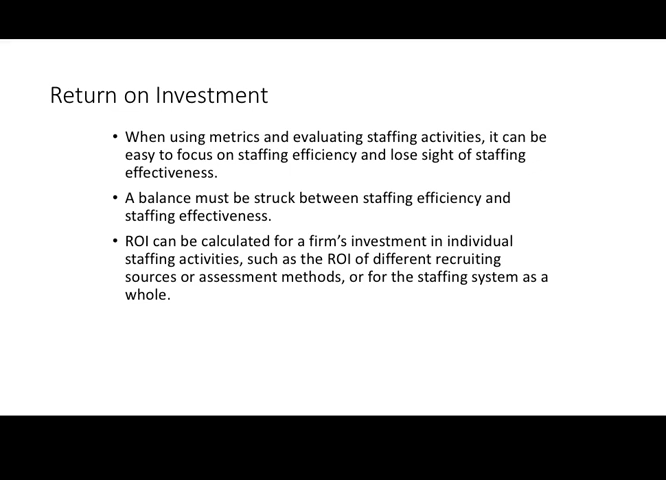 Return on Investment
• When using metrics and evaluating staffing activities, it can be
easy to focus on staffing efficiency and lose sight of staffing
effectiveness.
• A balance must be struck between staffing efficiency and
staffing effectiveness.
• ROI can be calculated for a firm's investment in individual
staffing activities, such as the ROI of different recruiting
sources or assessment methods, or for the staffing system as a
whole.